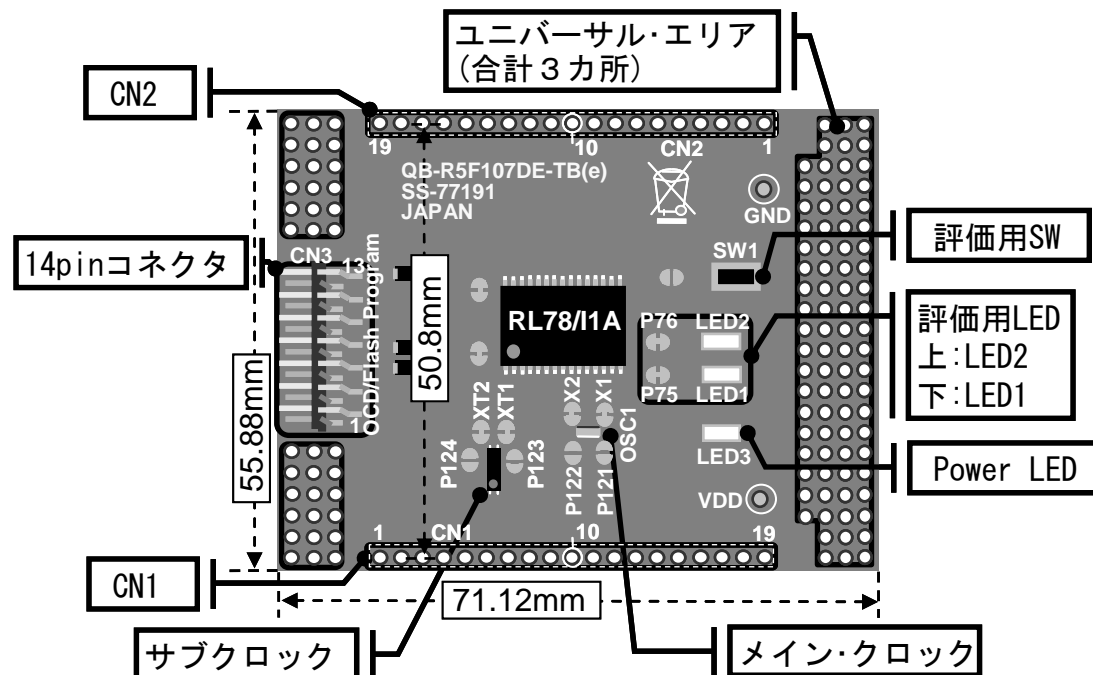 ユニバーサル・エリア
(合計３カ所)
CN2
19
10
CN2
1
QB-R5F107DE-TB(e)
SS-77191
JAPAN
GND
14pinコネクタ
CN3
13
1
OCD/Flash Program
SW1
評価用SW
RL78/I1A
P76
LED2
P75
LED1
評価用LED
上:LED2
下:LED1
50.8mm
55.88mm
XT2
XT1
X2
X1
OSC1
P124
P123
P122
P121
LED3
Power LED
VDD
1
CN1
10
19
CN1
71.12mm
サブクロック
メイン・クロック